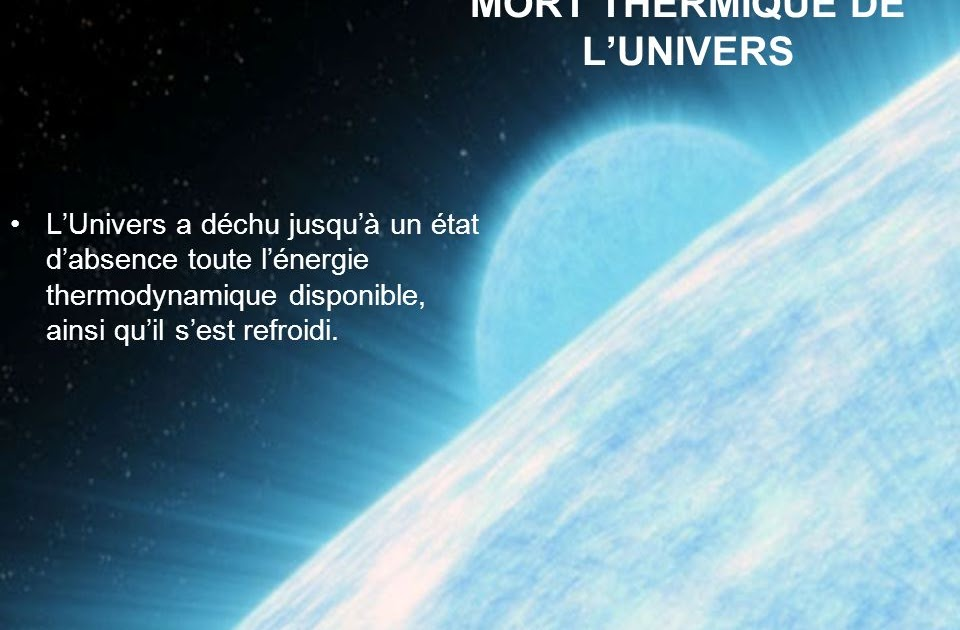 MORT THERMIQUE DE
L’UNIVERS
• L’Univers a déchu jusqu’à un état
d’absence toute l’énergie
thermodynamique disponible,
ainsi qu’il s’est refroidi.